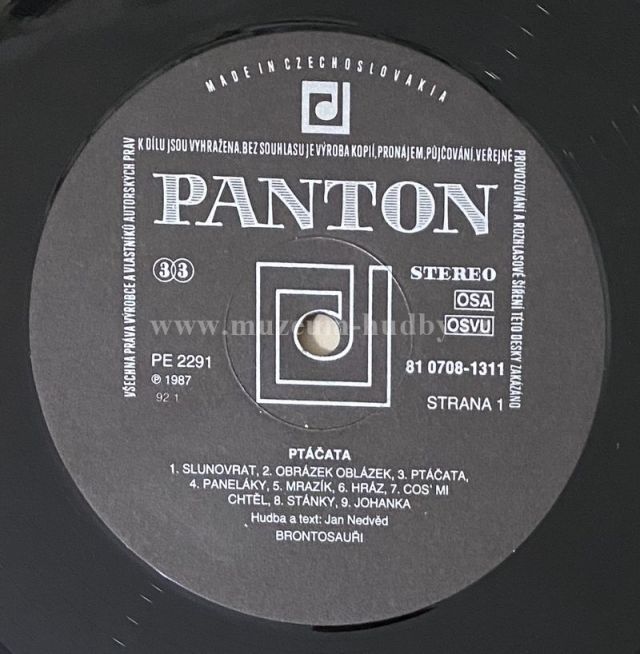 MADE IN CZECHOSLOVAKIA
VŠECHNA PRÁVA VÝROBCE A VLASTNÍKŮ AUTORSKÝCH PRAV
K DÍLU JSOU VYHRAŽENA. BEZ SOUHLASU JE VÝROBA KOPIÍ, PRONÁJEM, PŮJČOVÁNÍ, VEŘEJNÉ
PROVOZOVÁNÍ A ROZHLASOVÉ ŠÍŘENÍ TÉTO DESKY ZAKÁZÁNO
PANTON
33
STEREO
OSA
OSVU
www.muzeum-hudby
PE 2291
81 0708-1311
Ⓟ 1987
92 1
STRANA 1
PTÁČATA
1. SLUNOVRAT, 2. OBRÁZEK OBLÁZEK, 3. PTÁČATA,
4. PANELÁKY, 5. MRAZÍK, 6. HRÁZ, 7. COS' MI
CHTĚL, 8. STÁNKY, 9. JOHANKA
Hudba a text: Jan Nedvěd
BRONTOSAUŘI